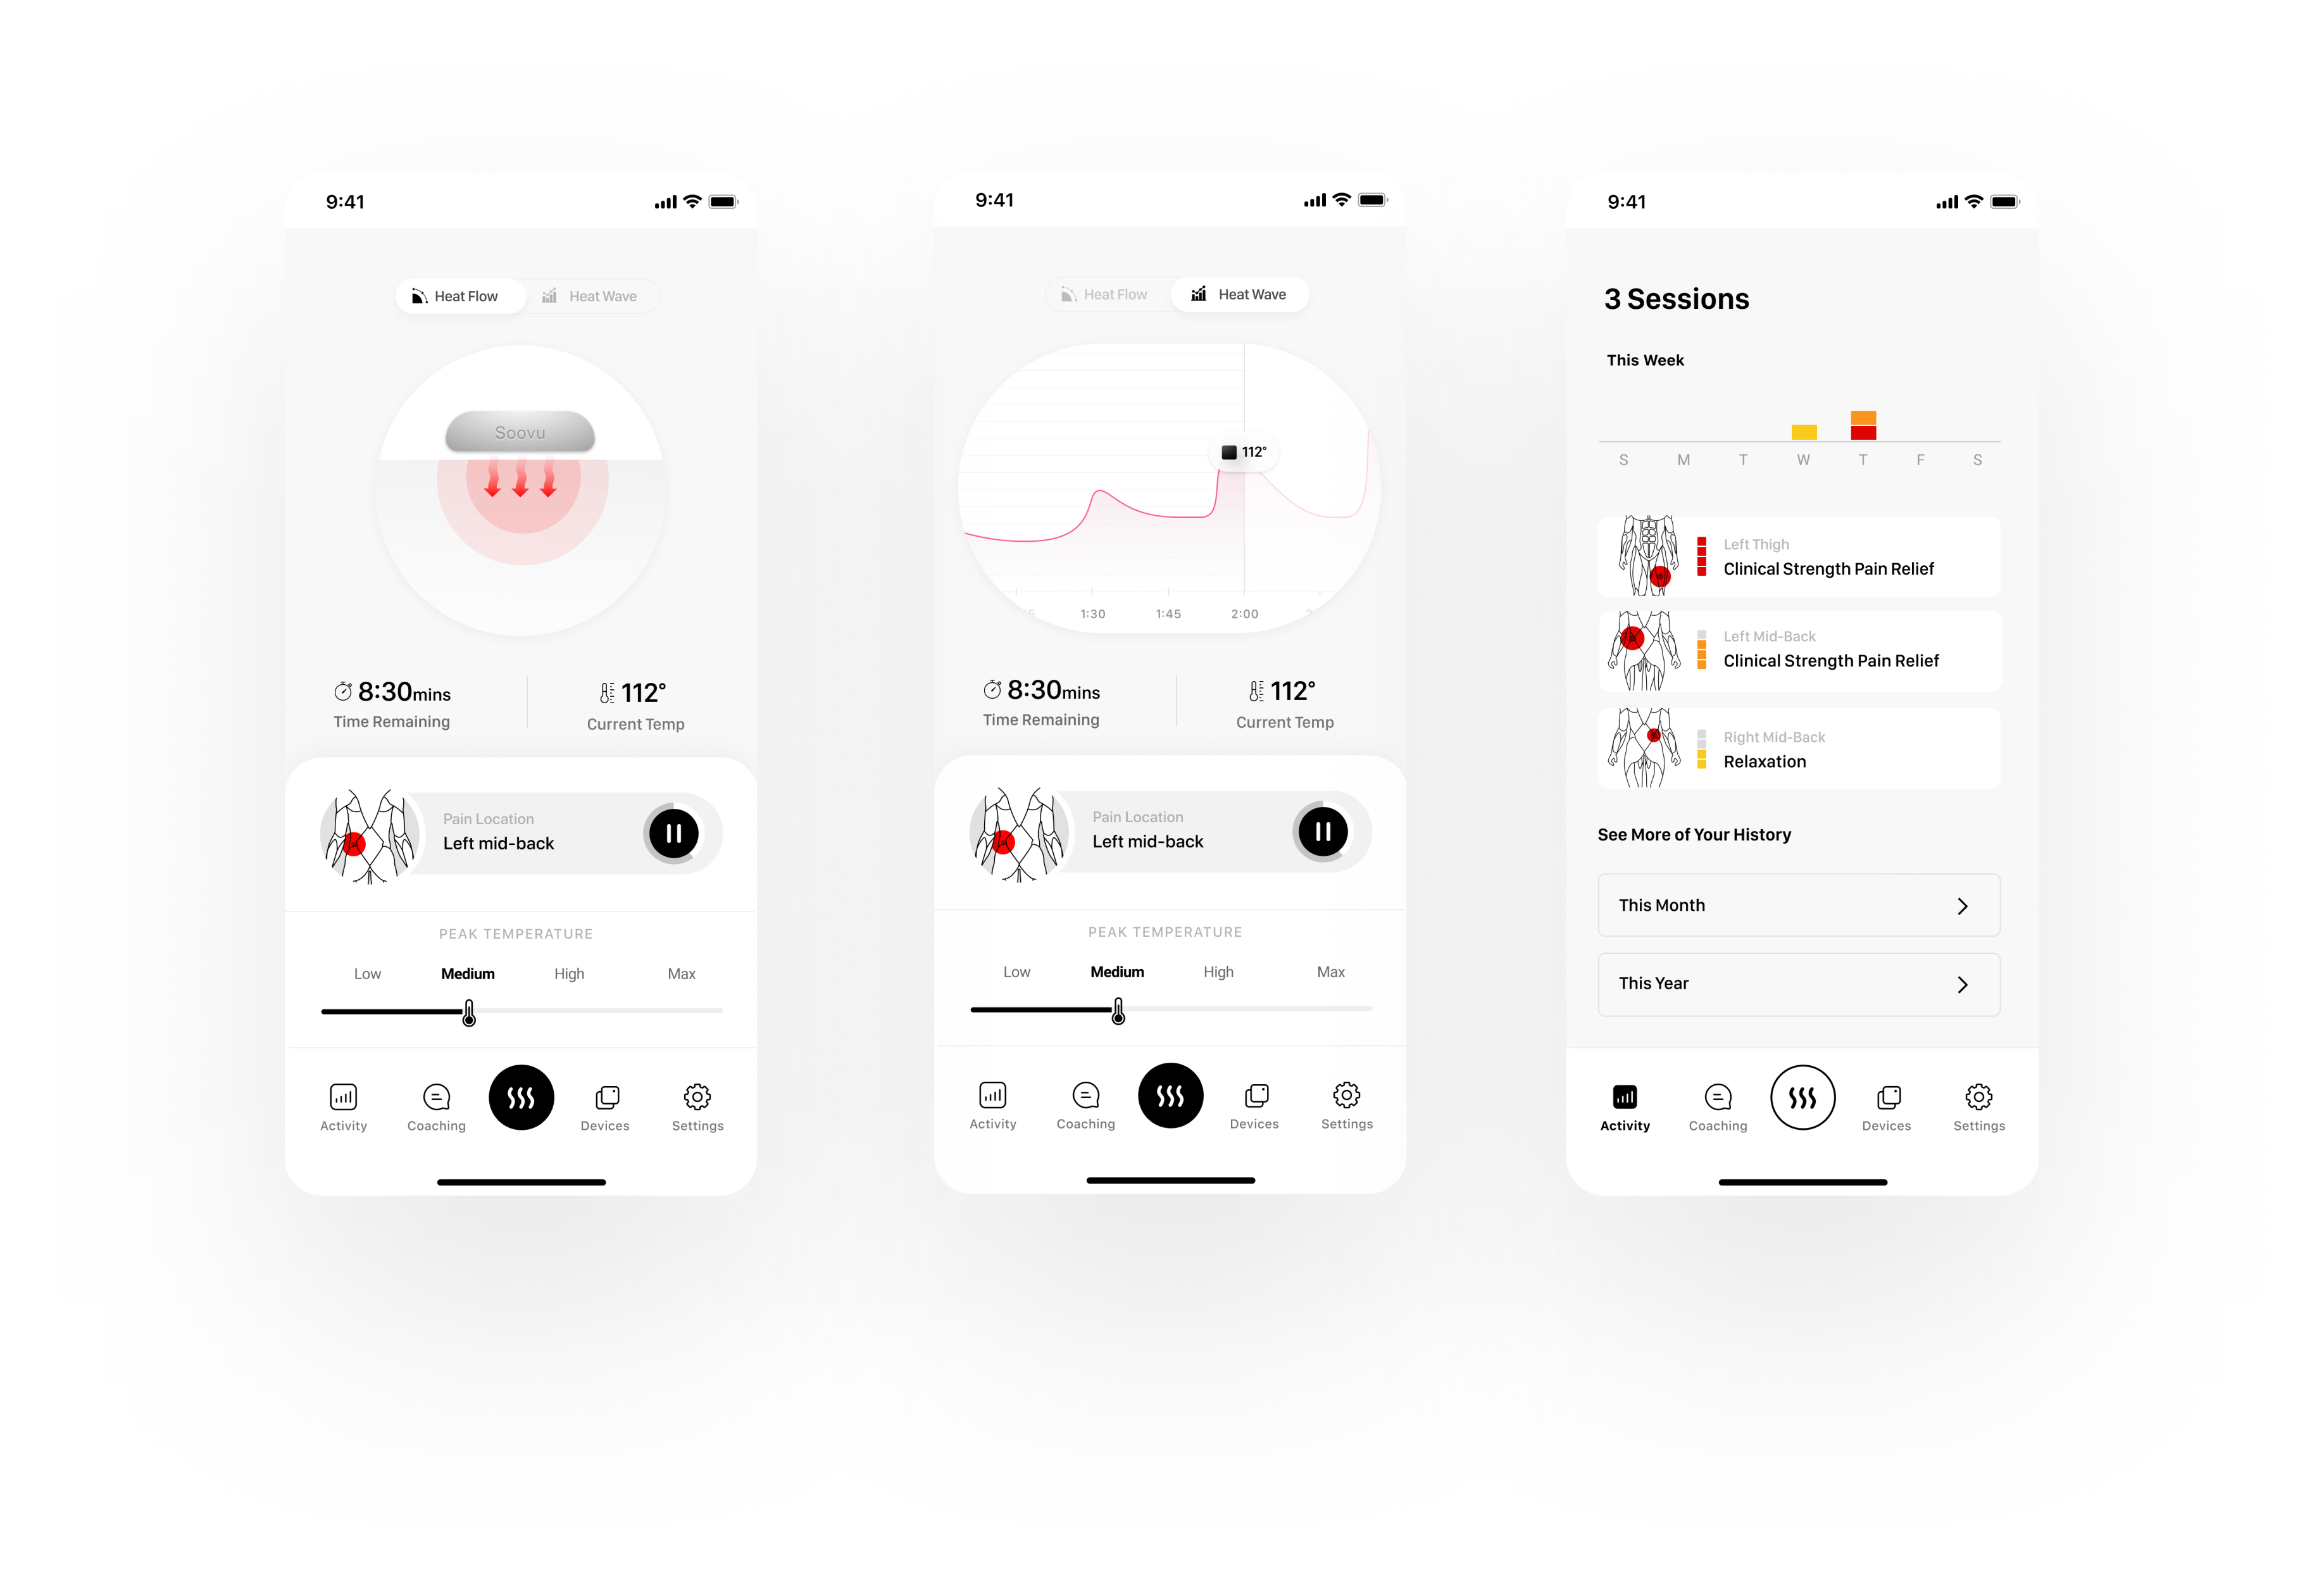 9:41
Heat Flow
Heat Wave
Soovu
8:30mins
Time Remaining
112°
Current Temp
Pain Location
Left mid-back
PEAK TEMPERATURE
Low Medium High Max
Activity Coaching Devices Settings
9:41
Heat Flow
Heat Wave
112°
1:30 1:45 2:00
8:30mins
Time Remaining
112°
Current Temp
Pain Location
Left mid-back
PEAK TEMPERATURE
Low Medium High Max
Activity Coaching Devices Settings
9:41
3 Sessions
This Week
S M T W T F S
Left Thigh
Clinical Strength Pain Relief
Left Mid-Back
Clinical Strength Pain Relief
Right Mid-Back
Relaxation
See More of Your History
This Month
This Year
Activity Coaching Devices Settings